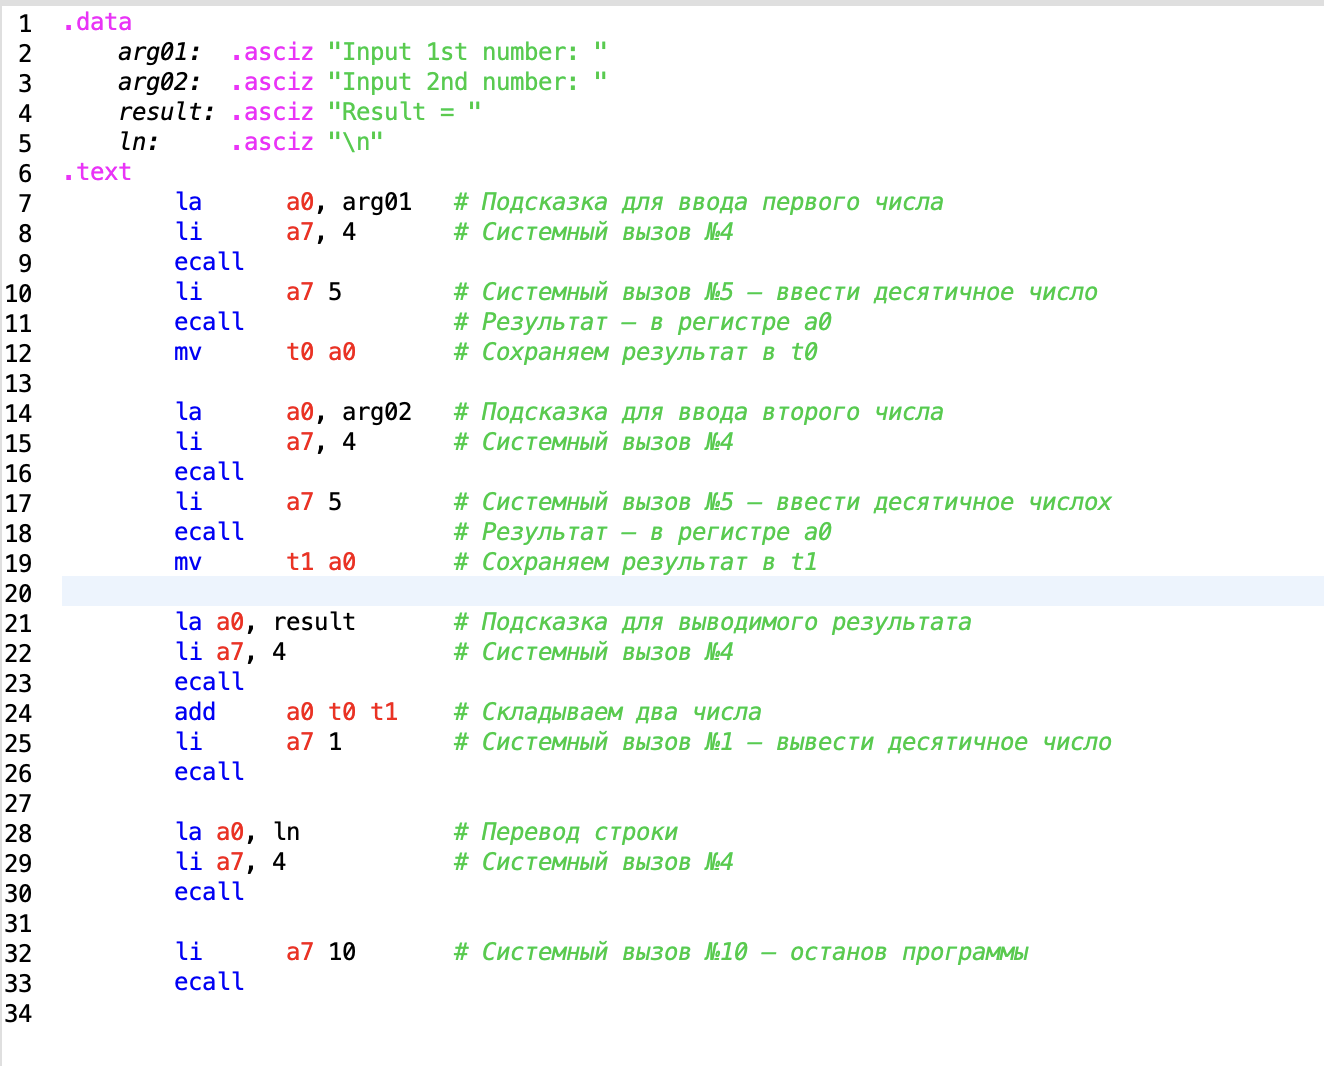 1 .data
2 arg01: .asciz "Input 1st number: "
3 arg02: .asciz "Input 2nd number: "
4 result: .asciz "Result = "
5 ln: .asciz "\n"
6 .text
7 la a0, arg01 # Подсказка для ввода первого числа
8 li a7, 4 # Системный вызов №4
9 ecall
10 li a7 5 # Системный вызов №5 — ввести десятичное число
11 ecall # Результат — в регистре a0
12 mv t0 a0 # Сохраняем результат в t0
13
14 la a0, arg02 # Подсказка для ввода второго числа
15 li a7, 4 # Системный вызов №4
16 ecall
17 li a7 5 # Системный вызов №5 — ввести десятичное числох
18 ecall # Результат — в регистре a0
19 mv t1 a0 # Сохраняем результат в t1
20
21 la a0, result # Подсказка для выводимого результата
22 li a7, 4 # Системный вызов №4
23 ecall
24 add a0 t0 t1 # Складываем два числа
25 li a7 1 # Системный вызов №1 — вывести десятичное число
26 ecall
27
28 la a0, ln # Перевод строки
29 li a7, 4 # Системный вызов №4
30 ecall
31
32 li a7 10 # Системный вызов №10 — останов программы
33 ecall
34